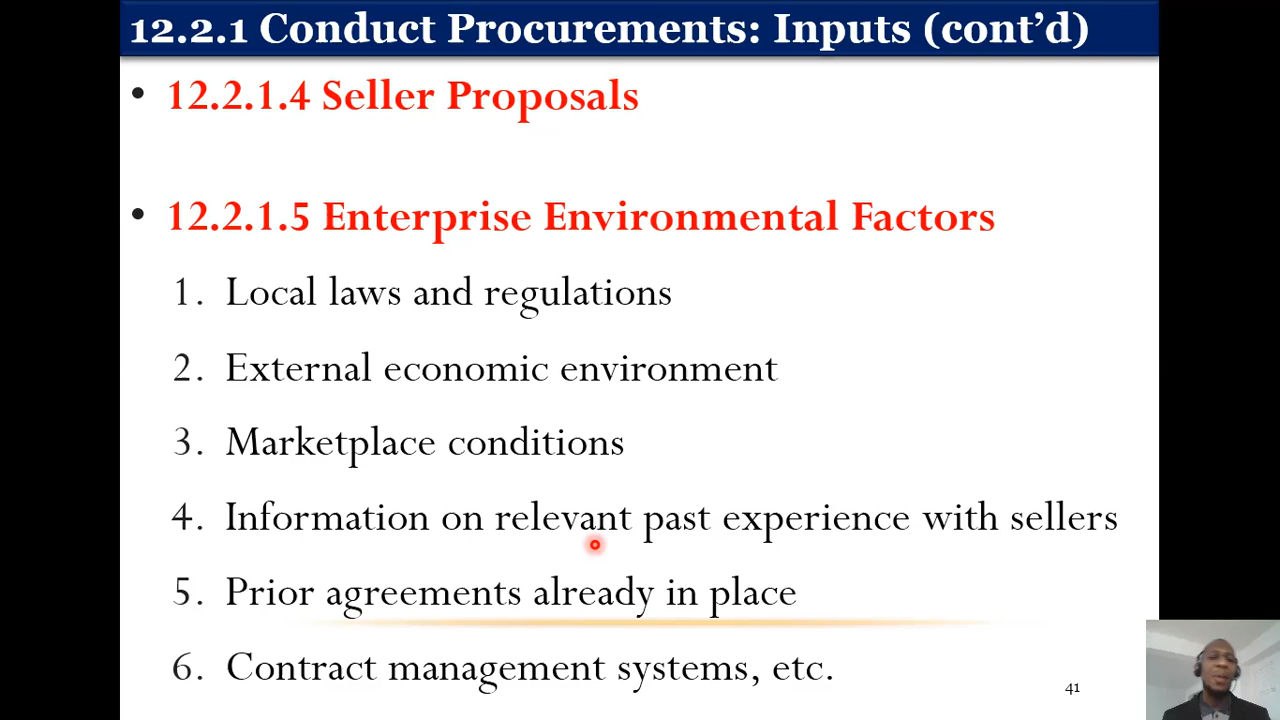 12.2.1 Conduct Procurements: Inputs (cont’d)
• 12.2.1.4 Seller Proposals
• 12.2.1.5 Enterprise Environmental Factors
1. Local laws and regulations
2. External economic environment
3. Marketplace conditions
4. Information on relevant past experience with sellers
5. Prior agreements already in place
6. Contract management systems, etc.
41